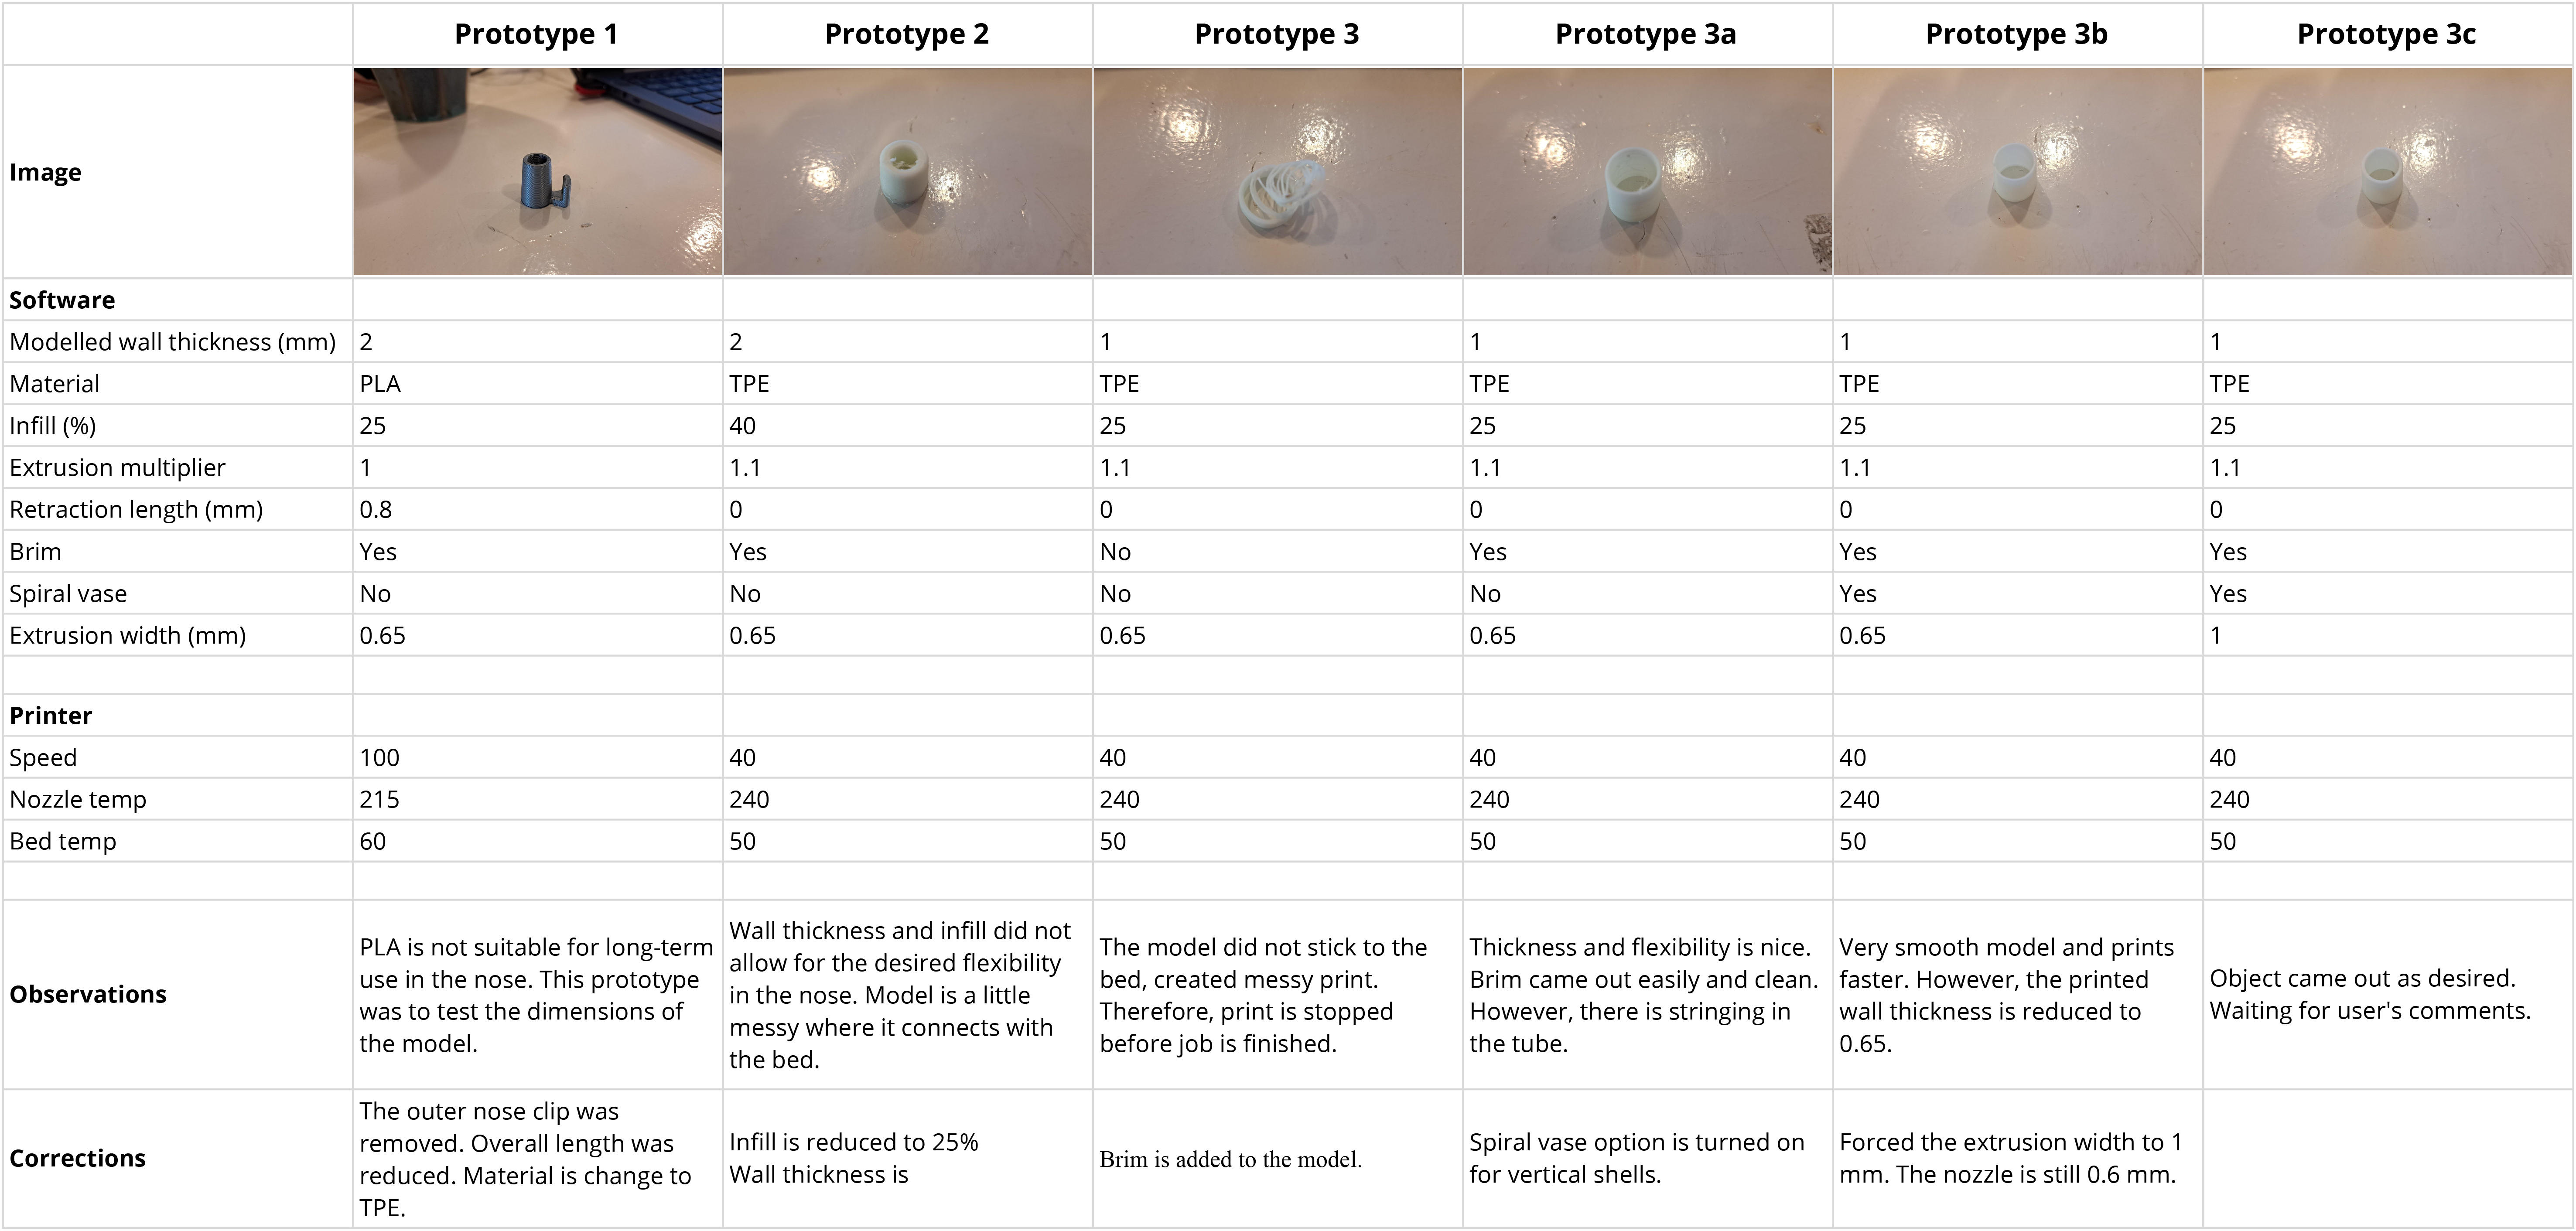 Prototype 1 Prototype 2 Prototype 3 Prototype 3a Prototype 3b Prototype 3c
Image
Software
Modelled wall thickness (mm) 2 2 1 1 1 1
Material PLA TPE TPE TPE TPE TPE
Infill (%) 25 40 25 25 25 25
Extrusion multiplier 1 1.1 1.1 1.1 1.1 1.1
Retraction length (mm) 0.8 0 0 0 0 0
Brim Yes Yes No Yes Yes Yes
Spiral vase No No No No Yes Yes
Extrusion width (mm) 0.65 0.65 0.65 0.65 0.65 1
Printer
Speed 100 40 40 40 40 40
Nozzle temp 215 240 240 240 240 240
Bed temp 60 50 50 50 50 50
Observations
PLA is not suitable for long-term
use in the nose. This prototype
was to test the dimensions of
the model.
Wall thickness and infill did not
allow for the desired flexibility
in the nose. Model is a little
messy where it connects with
the bed.
The model did not stick to the
bed, created messy print.
Therefore, print is stopped
before job is finished.
Thickness and flexibility is nice.
Brim came out easily and clean.
However, there is stringing in
the tube.
Very smooth model and prints
faster. However, the printed
wall thickness is reduced to
0.65.
Object came out as desired.
Waiting for user's comments.
Corrections
The outer nose clip was
removed. Overall length was
reduced. Material is change to
TPE.
Infill is reduced to 25%
Wall thickness is
Brim is added to the model.
Spiral vase option is turned on
for vertical shells.
Forced the extrusion width to 1
mm. The nozzle is still 0.6 mm.